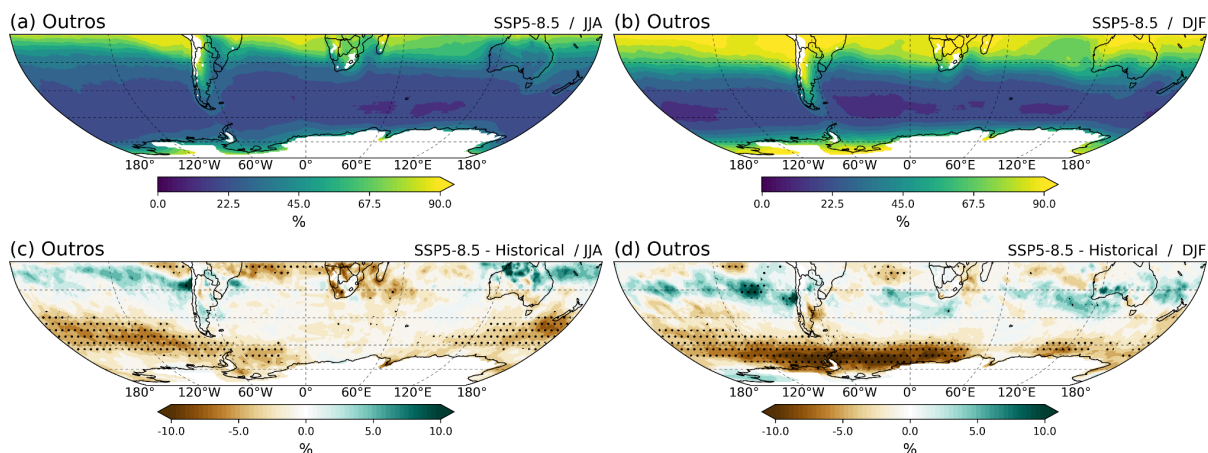 (a) Outros
SSP5-8.5 / JJA
180° 120°W 60°W 0° 60°E 120°E 180°
0.0 22.5 45.0 67.5 90.0
%
(b) Outros
SSP5-8.5 / DJF
180° 120°W 60°W 0° 60°E 120°E 180°
0.0 22.5 45.0 67.5 90.0
%
(c) Outros
SSP5-8.5 - Historical / JJA
180° 120°W 60°W 0° 60°E 120°E 180°
-10.0 -5.0 0.0 5.0 10.0
%
(d) Outros
SSP5-8.5 - Historical / DJF
180° 120°W 60°W 0° 60°E 120°E 180°
-10.0 -5.0 0.0 5.0 10.0
%